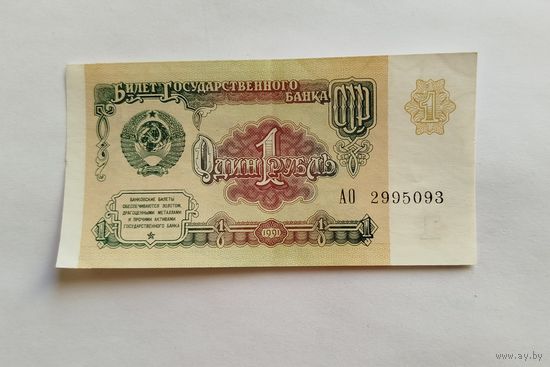 Билет Государственного
Банка
1
Один 1 Рубль
АО 2995093
БАНКОВСКИЕ БИЛЕТЫ
ОБЕСПЕЧИВАЮТСЯ ЗОЛОТОМ,
ДРАГОЦЕННЫМИ МЕТАЛЛАМИ
И ПРОЧИМИ АКТИВАМИ
ГОСУДАРСТВЕННОГО БАНКА
1 1 1991 1 1
www.ay.by